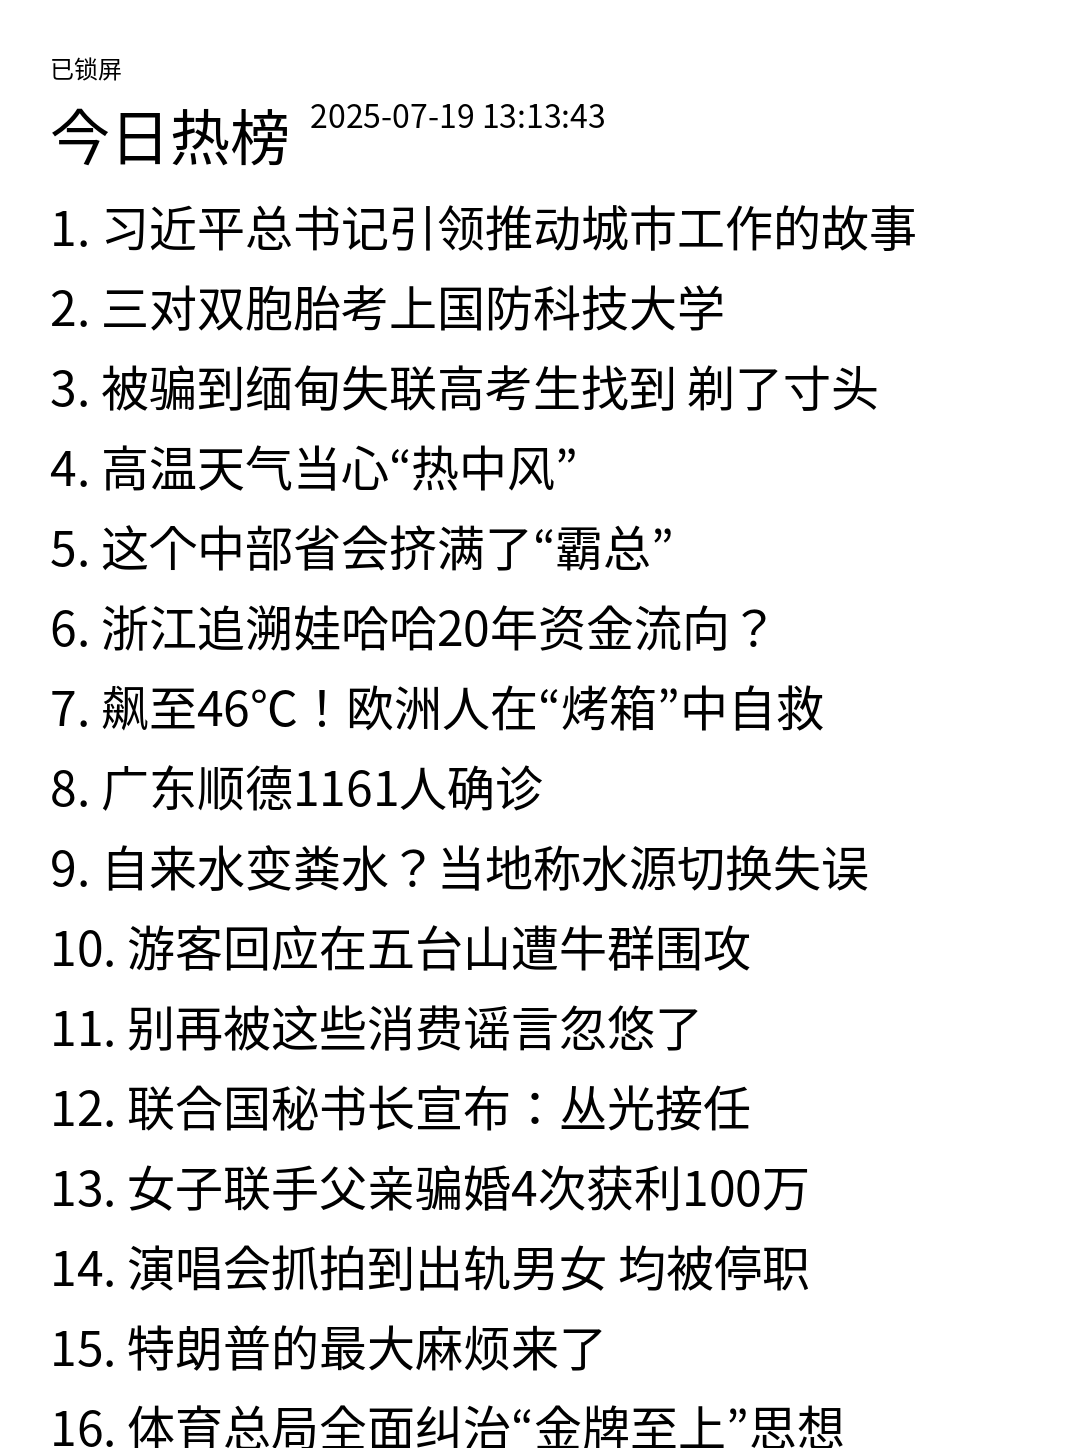 已锁屏
今日热榜 2025-07-19 13:13:43
1. 习近平总书记引领推动城市工作的故事
2. 三对双胞胎考上国防科技大学
3. 被骗到缅甸失联高考生找到 剃了寸头
4. 高温天气当心“热中风”
5. 这个中部省会挤满了“霸总”
6. 浙江追溯娃哈哈20年资金流向？
7. 飙至46℃！欧洲人在“烤箱”中自救
8. 广东顺德1161人确诊
9. 自来水变粪水？当地称水源切换失误
10. 游客回应在五台山遭牛群围攻
11. 别再被这些消费谣言忽悠了
12. 联合国秘书长宣布：丛光接任
13. 女子联手父亲骗婚4次获利100万
14. 演唱会抓拍到出轨男女 均被停职
15. 特朗普的最大麻烦来了
16. 体育总局全面纠治“金牌至上”思想